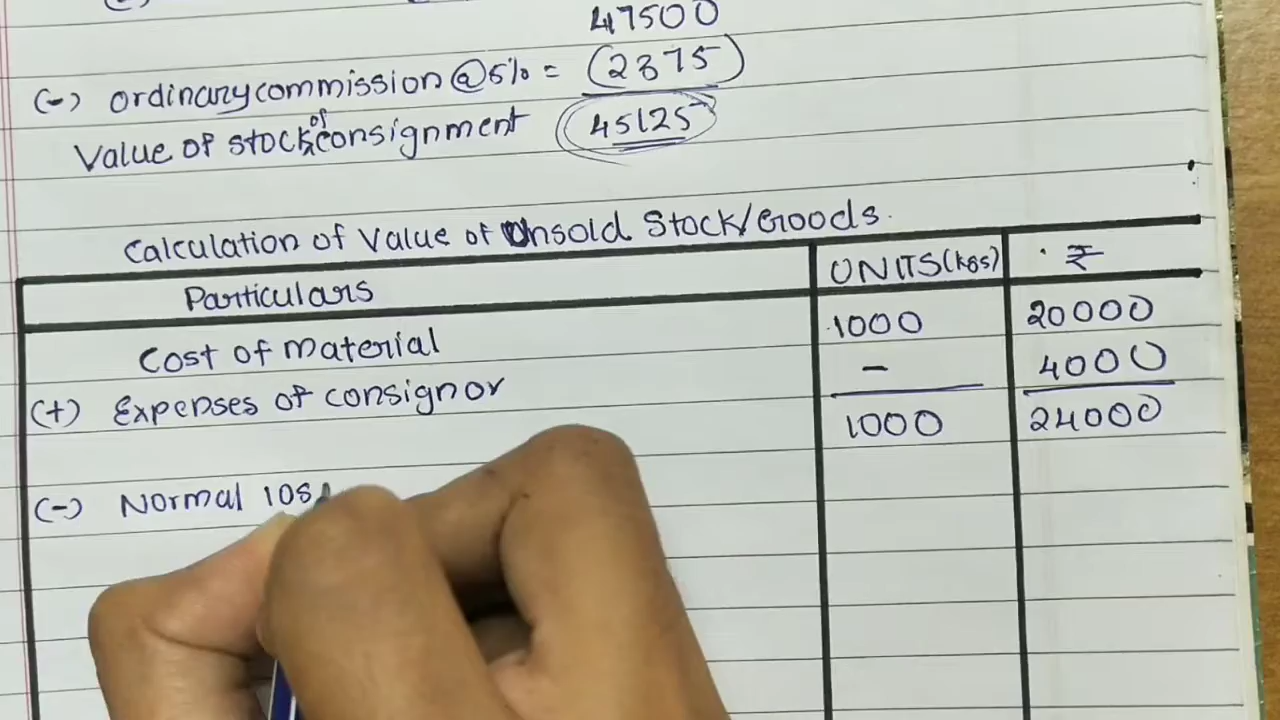 47500
(-) ordinary commission @5% = (2375)
Value of stock of consignment 45125
Calculation of Value of Unsold Stock/Goods.
Particulars UNITS(kgs) ₹
Cost of material 1000 20000
(+) Expenses of consignor - 4000
1000 24000
(-) Normal los